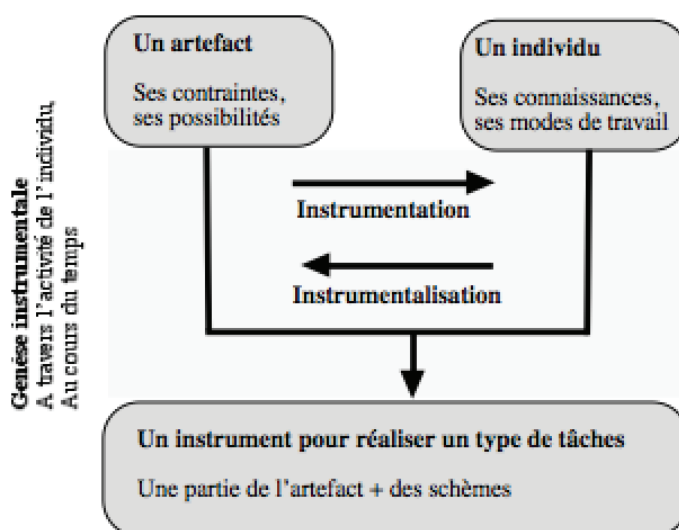 Un artefact
Ses contraintes,
ses possibilités
Un individu
Ses connaissances,
ses modes de travail
Genèse instrumentale
A travers l'activité de l'individu,
Au cours du temps
Instrumentation
Instrumentalisation
Un instrument pour réaliser un type de tâches
Une partie de l'artefact + des schèmes